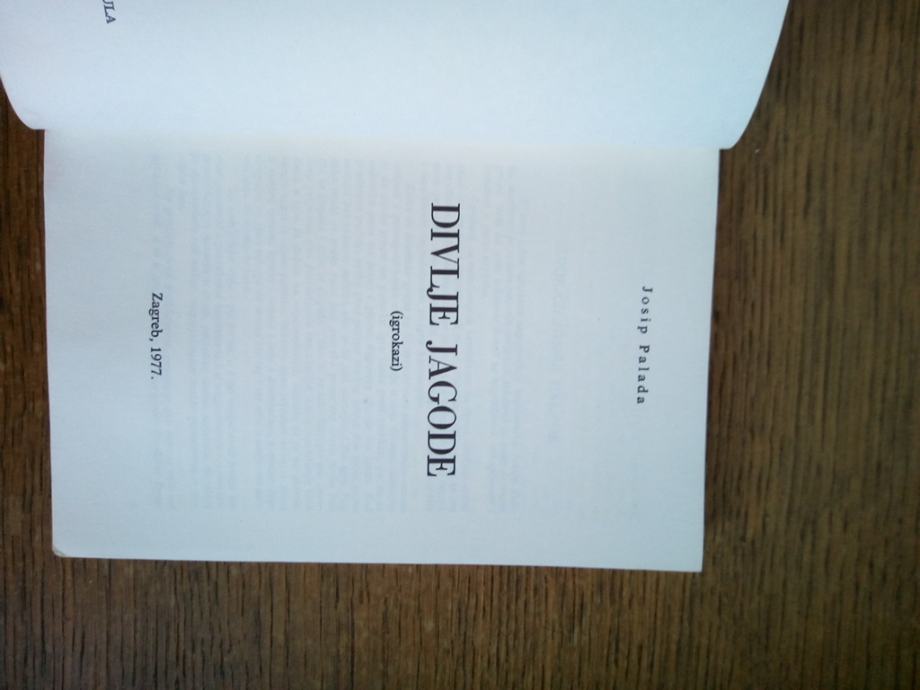 Josip Palada
DIVLJE JAGODE
(igrokazi)
Zagreb, 1977.